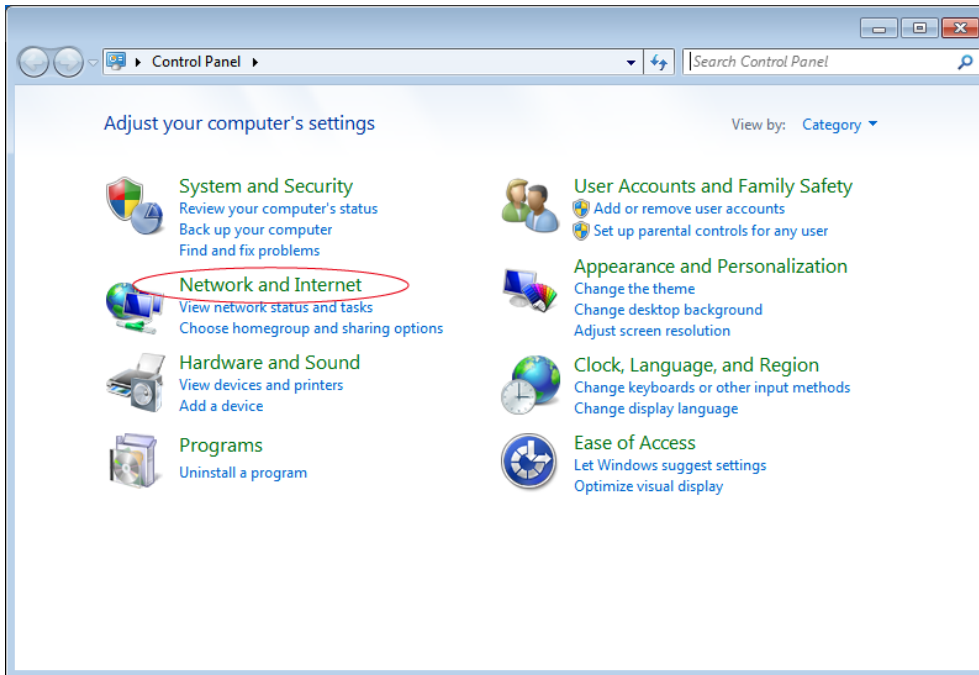 Control Panel
Search Control Panel
Adjust your computer's settings
View by: Category
System and Security
Review your computer's status
Back up your computer
Find and fix problems
Network and Internet
View network status and tasks
Choose homegroup and sharing options
Hardware and Sound
View devices and printers
Add a device
Programs
Uninstall a program
User Accounts and Family Safety
Add or remove user accounts
Set up parental controls for any user
Appearance and Personalization
Change the theme
Change desktop background
Adjust screen resolution
Clock, Language, and Region
Change keyboards or other input methods
Change display language
Ease of Access
Let Windows suggest settings
Optimize visual display